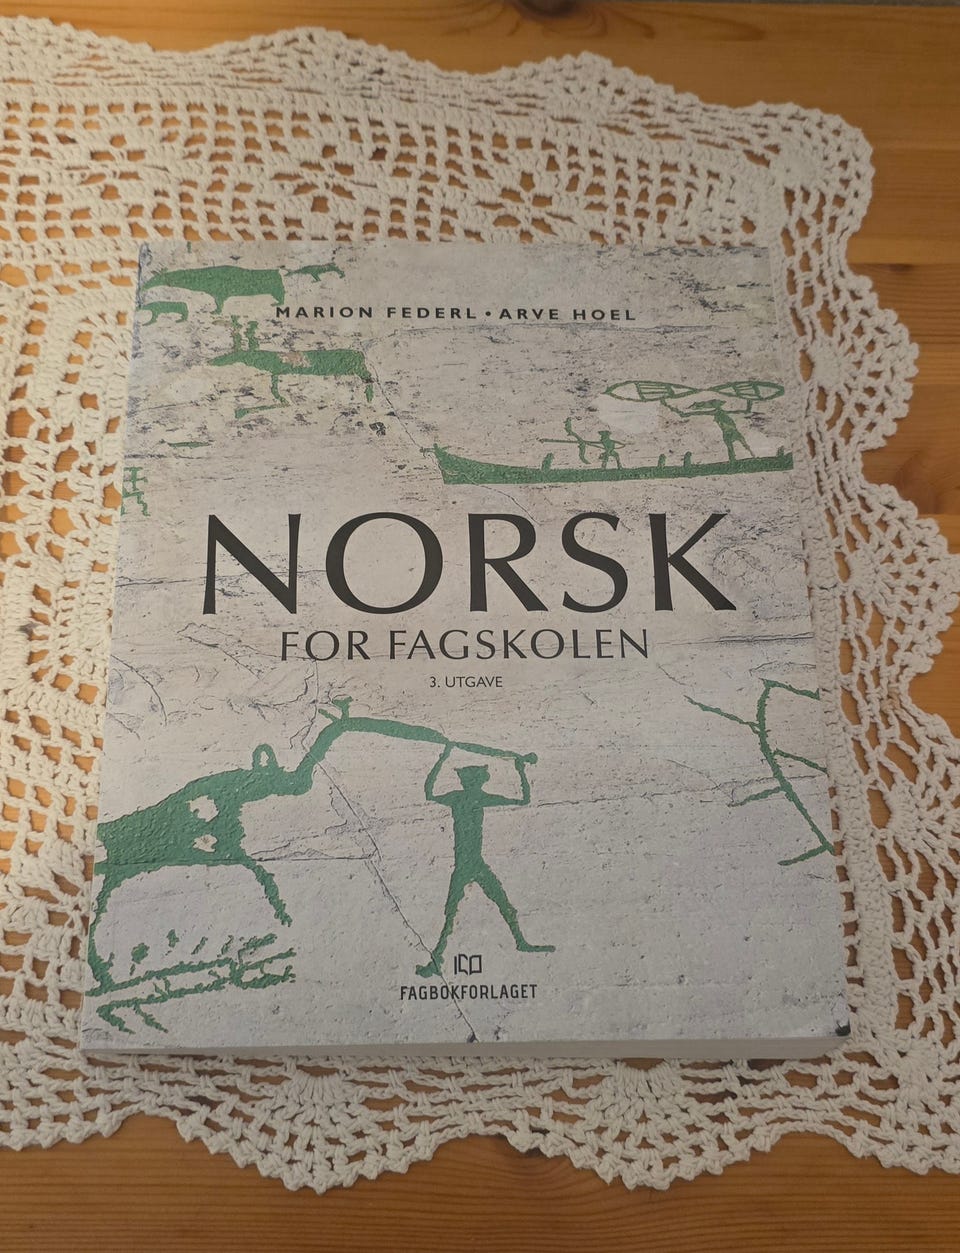 MARION FEDERL • ARVE HOEL
NORSK
FOR FAGSKOLEN
3. UTGAVE
FAGBOKFORLAGET